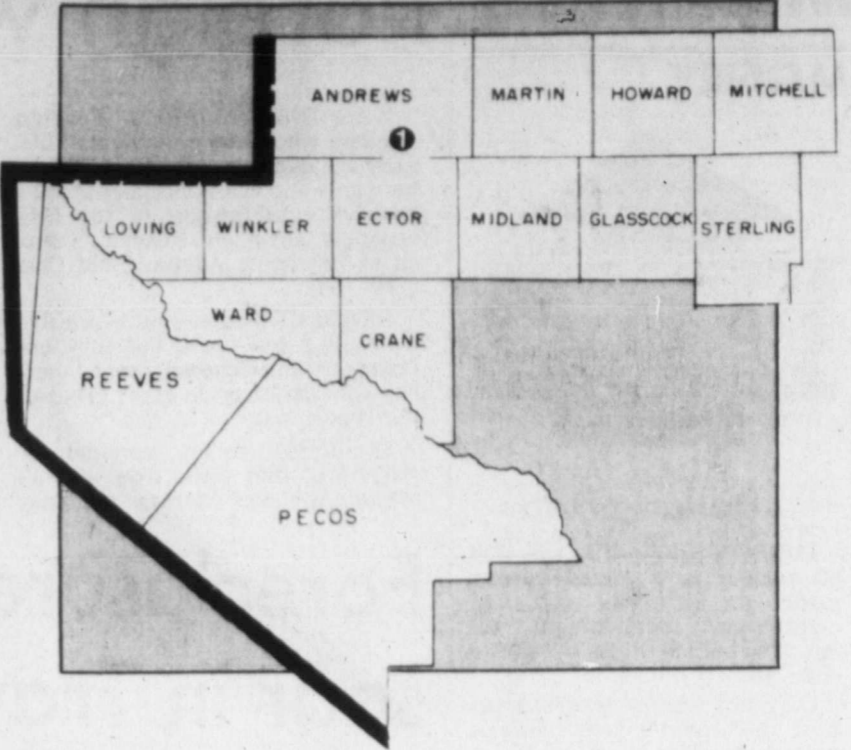 ANDREWS MARTIN HOWARD MITCHELL
1
LOVING WINKLER ECTOR MIDLAND GLASSCOCK STERLING
WARD
CRANE
REEVES
PECOS